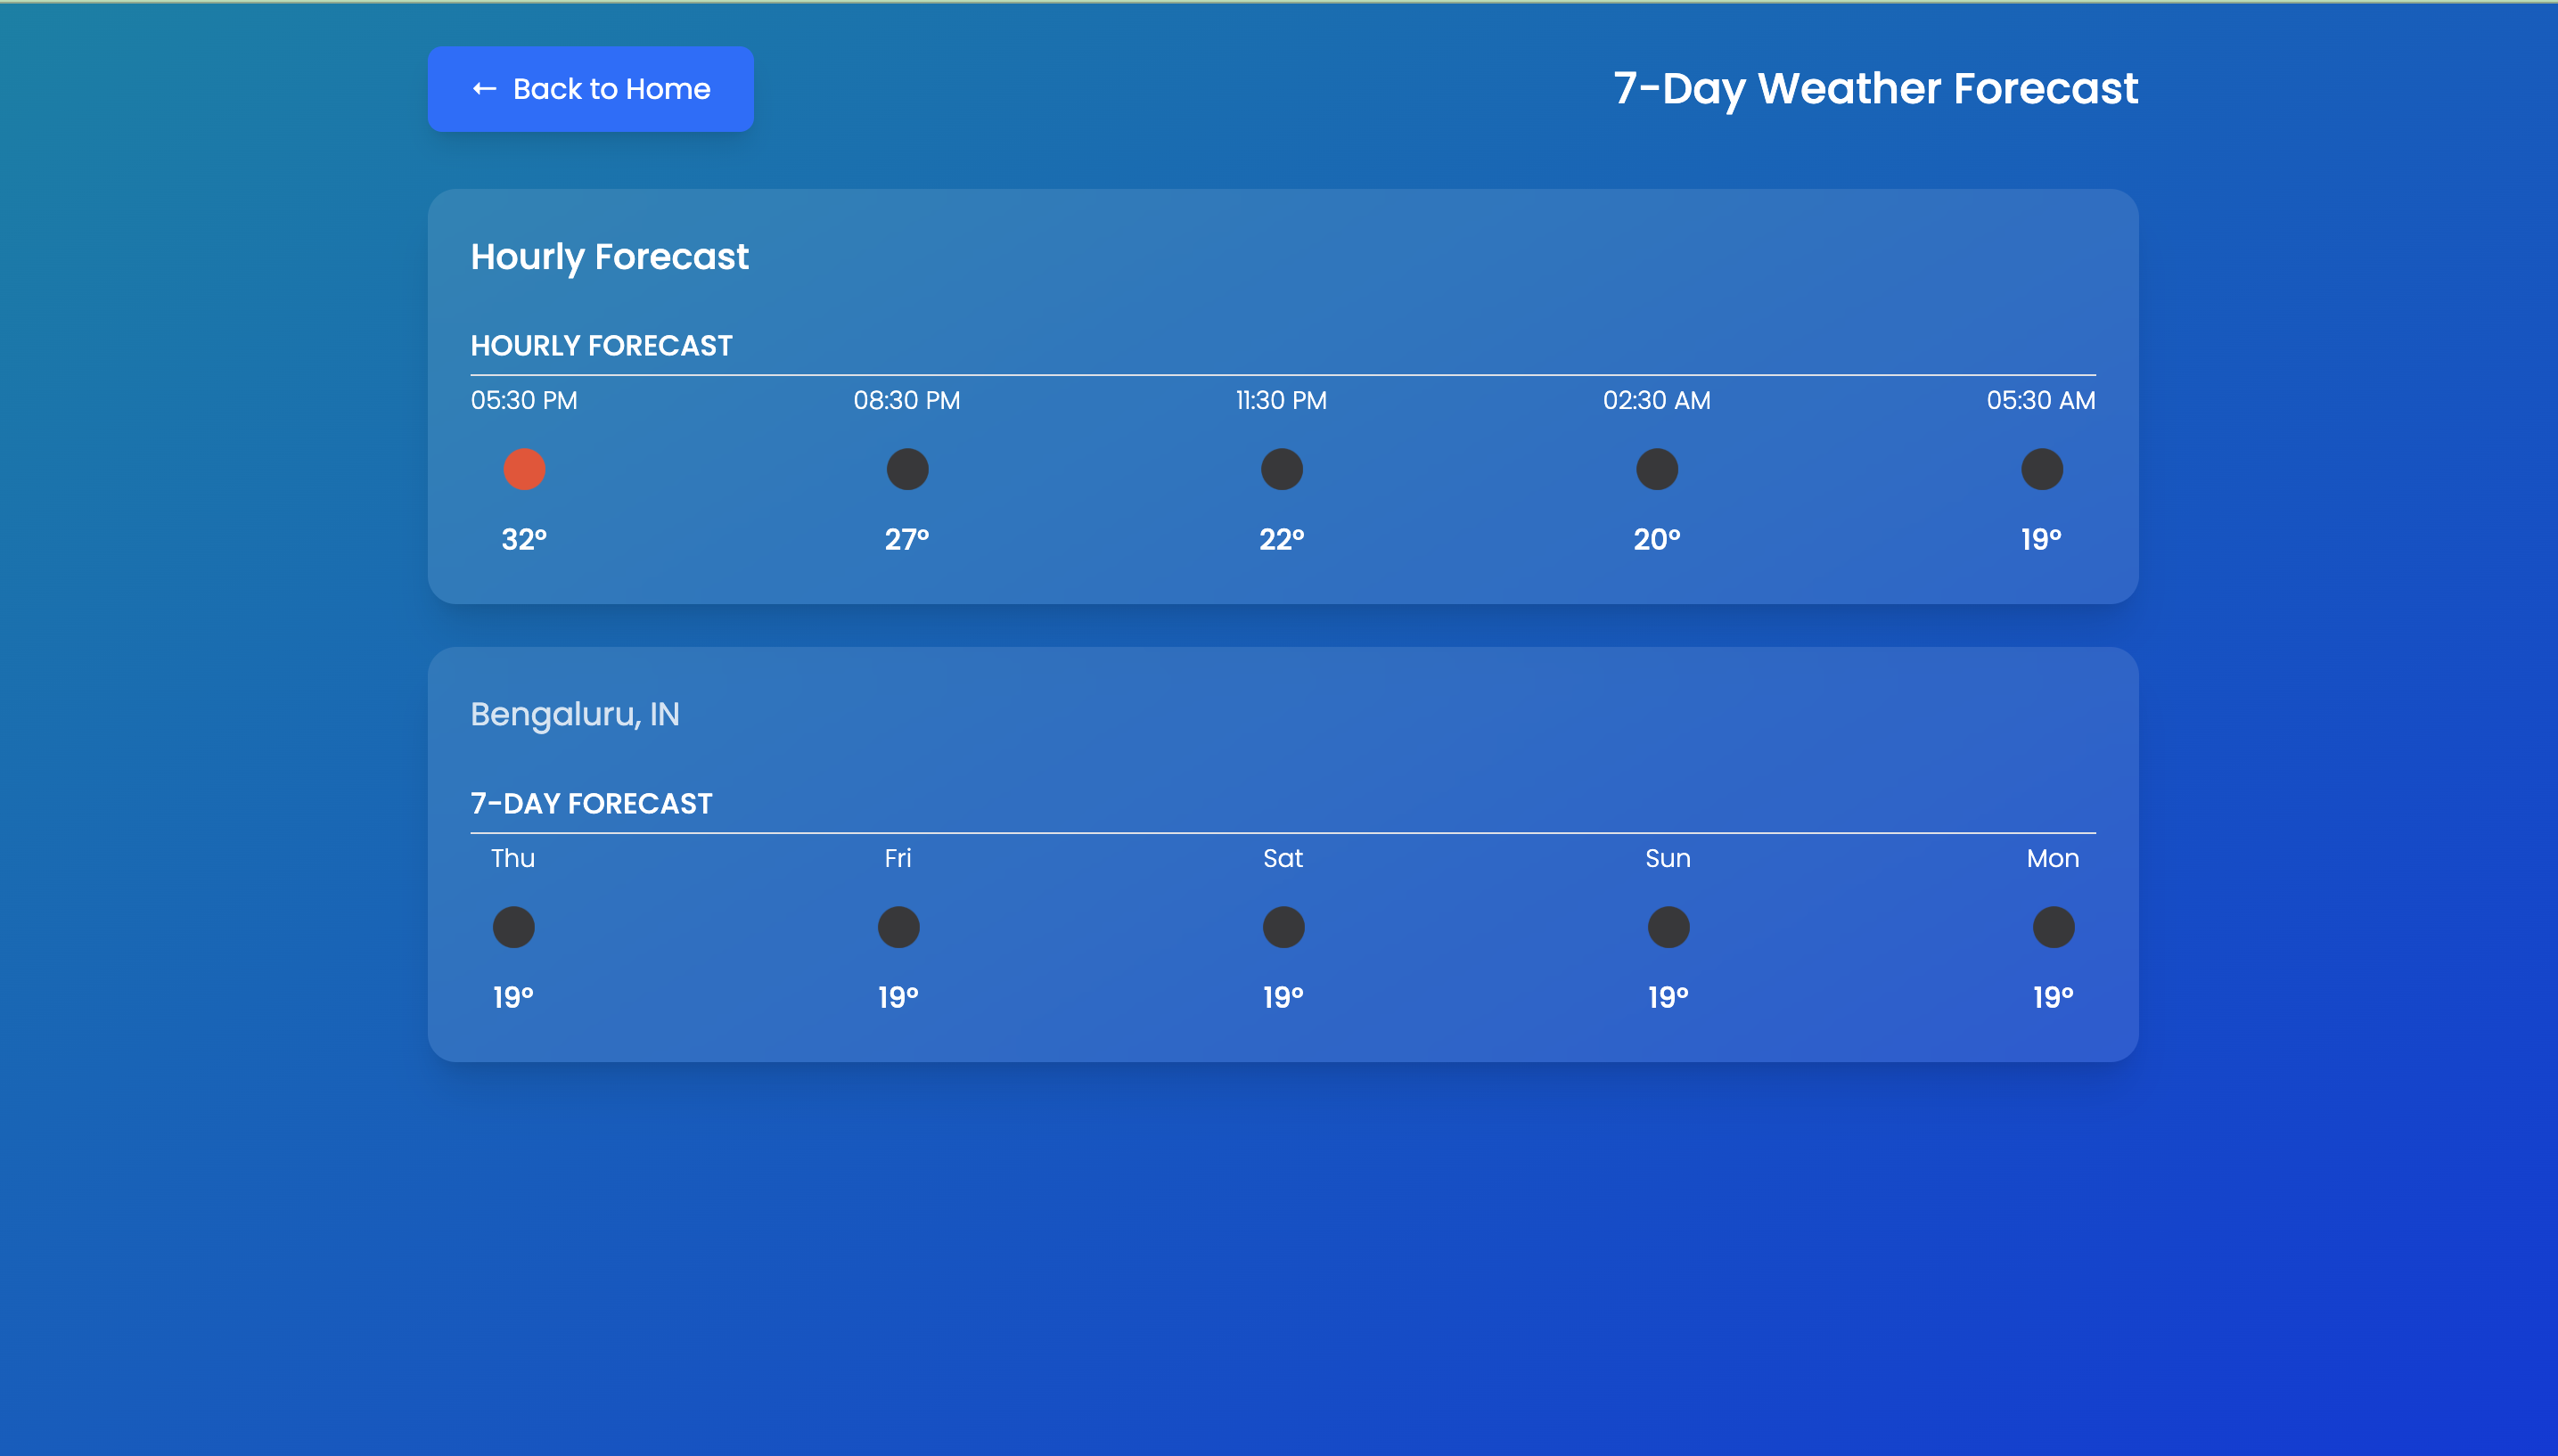 ← Back to Home
7-Day Weather Forecast
Hourly Forecast
HOURLY FORECAST
05:30 PM 08:30 PM 11:30 PM 02:30 AM 05:30 AM
32° 27° 22° 20° 19°
Bengaluru, IN
7-DAY FORECAST
Thu Fri Sat Sun Mon
19° 19° 19° 19° 19°